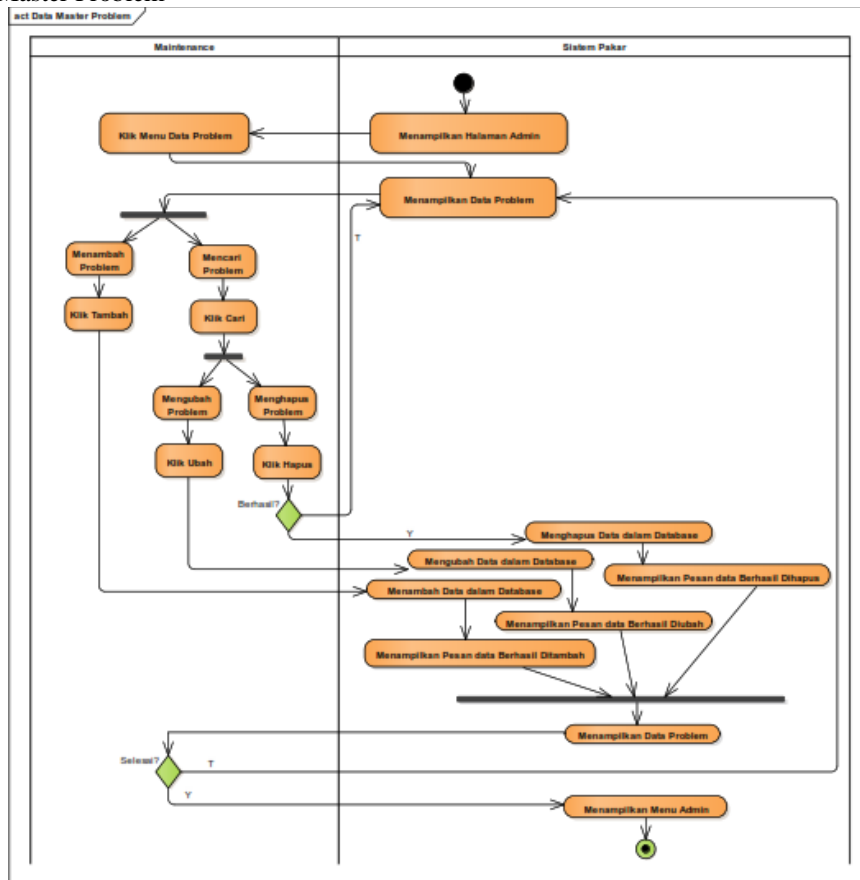 Master Problem
act Data Master Problem
Maintenance
Sistem Pakar
Klik Menu Data Problem
Menampilkan Halaman Admin
Menampilkan Data Problem
T
Menambah
Problem
Mencari
Problem
Klik Tambah
Klik Cari
Mengubah
Problem
Menghapus
Problem
Klik Ubah
Klik Hapus
Berhasil?
Y
Menghapus Data dalam Database
Mengubah Data dalam Database
Menampilkan Pesan data Berhasil Dihapus
Menambah Data dalam Database
Menampilkan Pesan data Berhasil Diubah
Menampilkan Pesan data Berhasil Ditambah
Menampilkan Data Problem
Selesai?
T
Y
Menampilkan Menu Admin